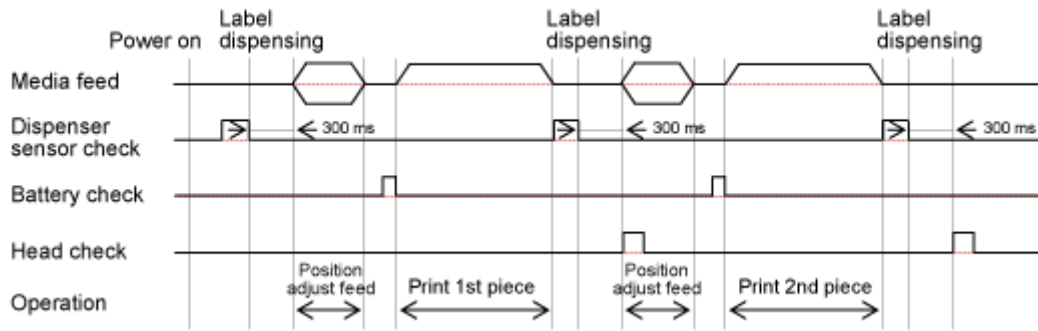 Label
dispensing
Label
dispensing
Label
dispensing
Power on
Media feed
Dispenser
sensor check
300 ms
300 ms
300 ms
Battery check
Head check
Operation
Position
adjust feed
Print 1st piece
Position
adjust feed
Print 2nd piece